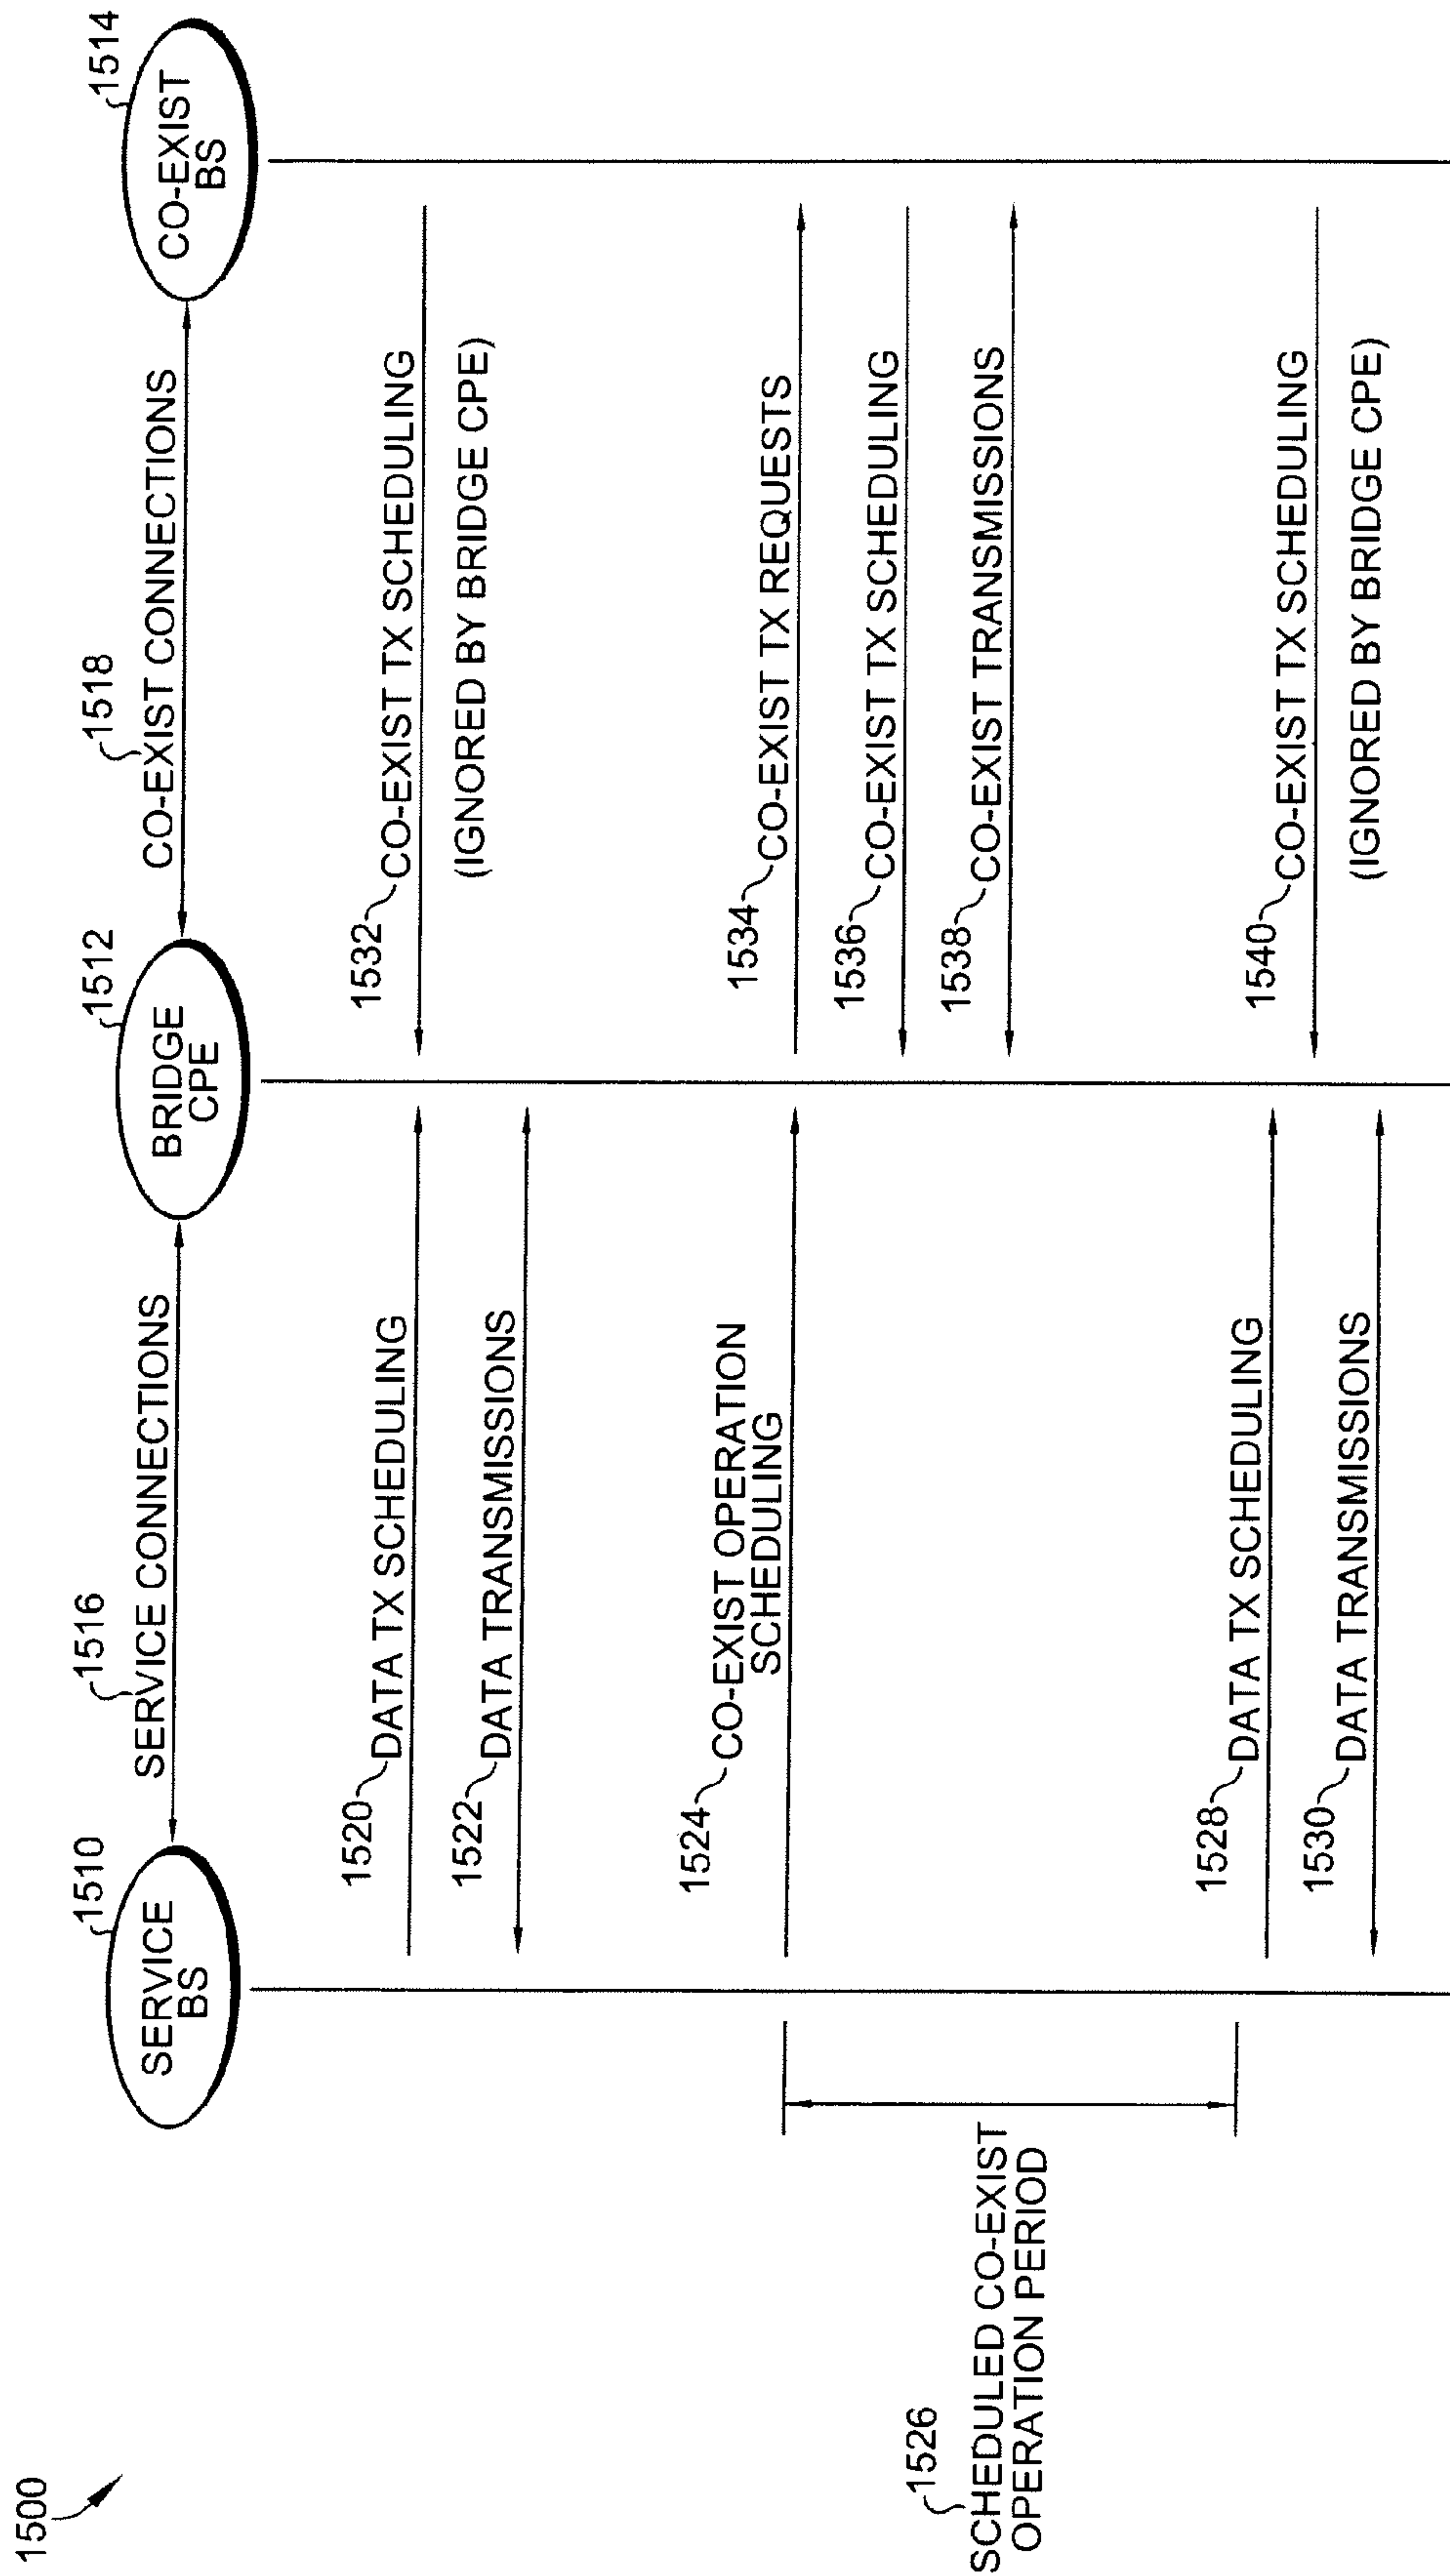 1500
1510
SERVICE
BS
1516
SERVICE CONNECTIONS
1512
BRIDGE
CPE
1518
CO-EXIST CONNECTIONS
1514
CO-EXIST
BS
1520
DATA TX SCHEDULING
1532
CO-EXIST TX SCHEDULING
(IGNORED BY BRIDGE CPE)
1522
DATA TRANSMISSIONS
1524
CO-EXIST OPERATION
SCHEDULING
1534
CO-EXIST TX REQUESTS
1536
CO-EXIST TX SCHEDULING
1526
SCHEDULED CO-EXIST
OPERATION PERIOD
1538
CO-EXIST TRANSMISSIONS
1528
DATA TX SCHEDULING
1540
CO-EXIST TX SCHEDULING
(IGNORED BY BRIDGE CPE)
1530
DATA TRANSMISSIONS